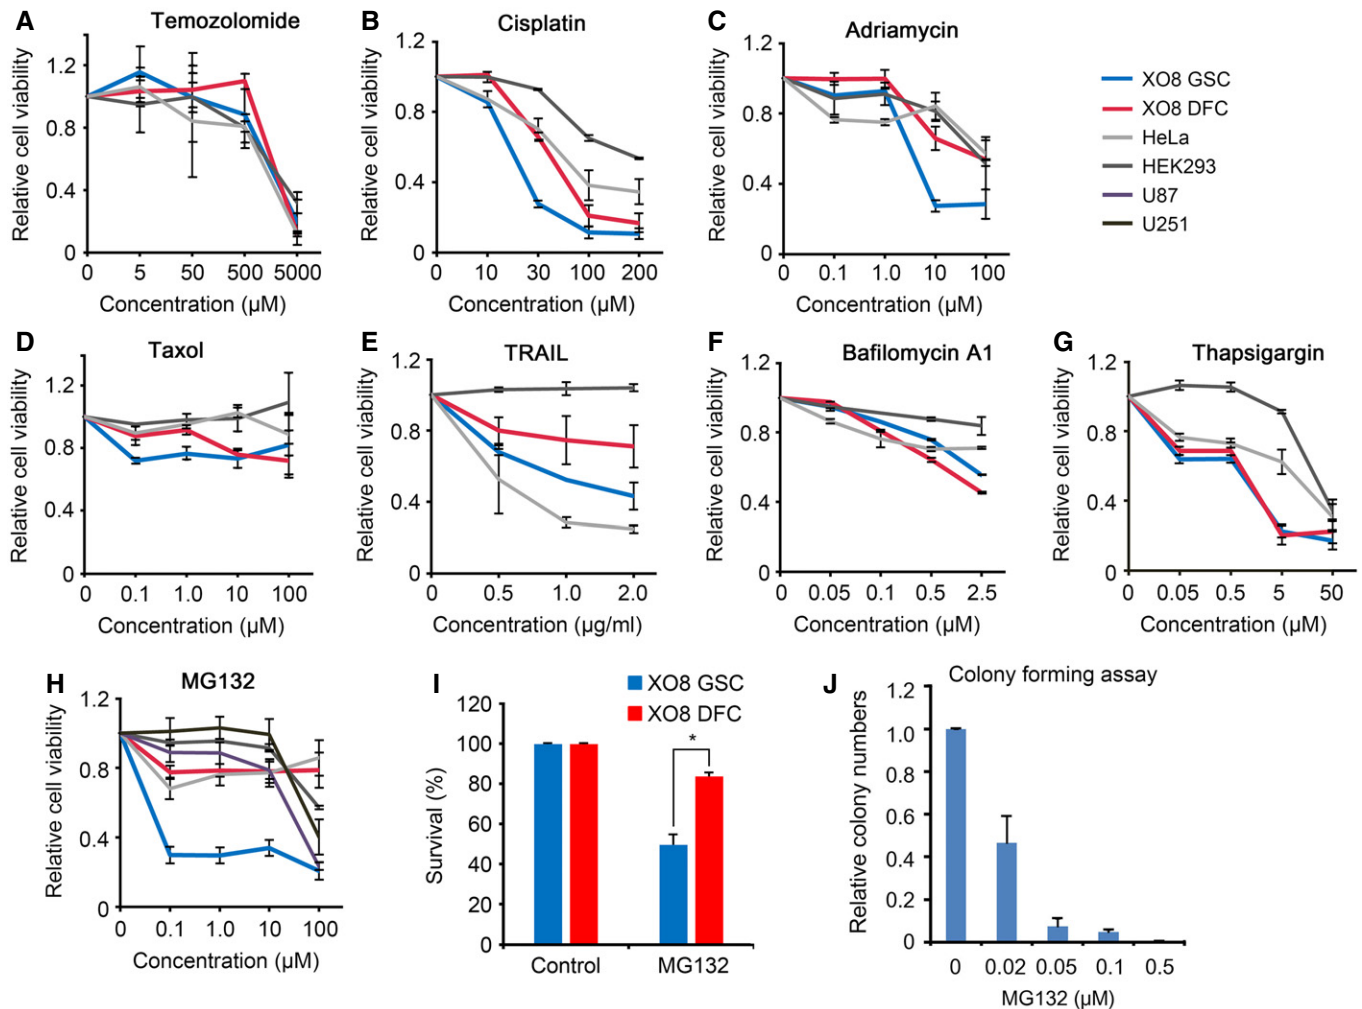 A
Temozolomide
Relative cell viability
1.2
0.8
0.4
0
0 5 50 500 5000
Concentration (µM)
B
Cisplatin
Relative cell viability
1.2
0.8
0.4
0
0 10 30 100 200
Concentration (µM)
C
Adriamycin
Relative cell viability
1.2
0.8
0.4
0
0 0.1 1.0 10 100
Concentration (µM)
XO8 GSC
XO8 DFC
HeLa
HEK293
U87
U251
D
Taxol
Relative cell viability
1.2
0.8
0.4
0
0 0.1 1.0 10 100
Concentration (µM)
E
TRAIL
Relative cell viability
1.2
0.8
0.4
0
0 0.5 1.0 2.0
Concentration (µg/ml)
F
Bafilomycin A1
Relative cell viability
1.2
0.8
0.4
0
0 0.05 0.1 0.5 2.5
Concentration (µM)
G
Thapsigargin
Relative cell viability
1.2
0.8
0.4
0
0 0.05 0.5 5 50
Concentration (µM)
H
MG132
Relative cell viability
1.2
0.8
0.4
0
0 0.1 1.0 10 100
Concentration (µM)
I
XO8 GSC
XO8 DFC
Survival (%)
120
100
80
60
40
20
0
*
Control MG132
J
Colony forming assay
Relative colony numbers
1.2
1.0
0.8
0.6
0.4
0.2
0
0 0.02 0.05 0.1 0.5
MG132 (µM)